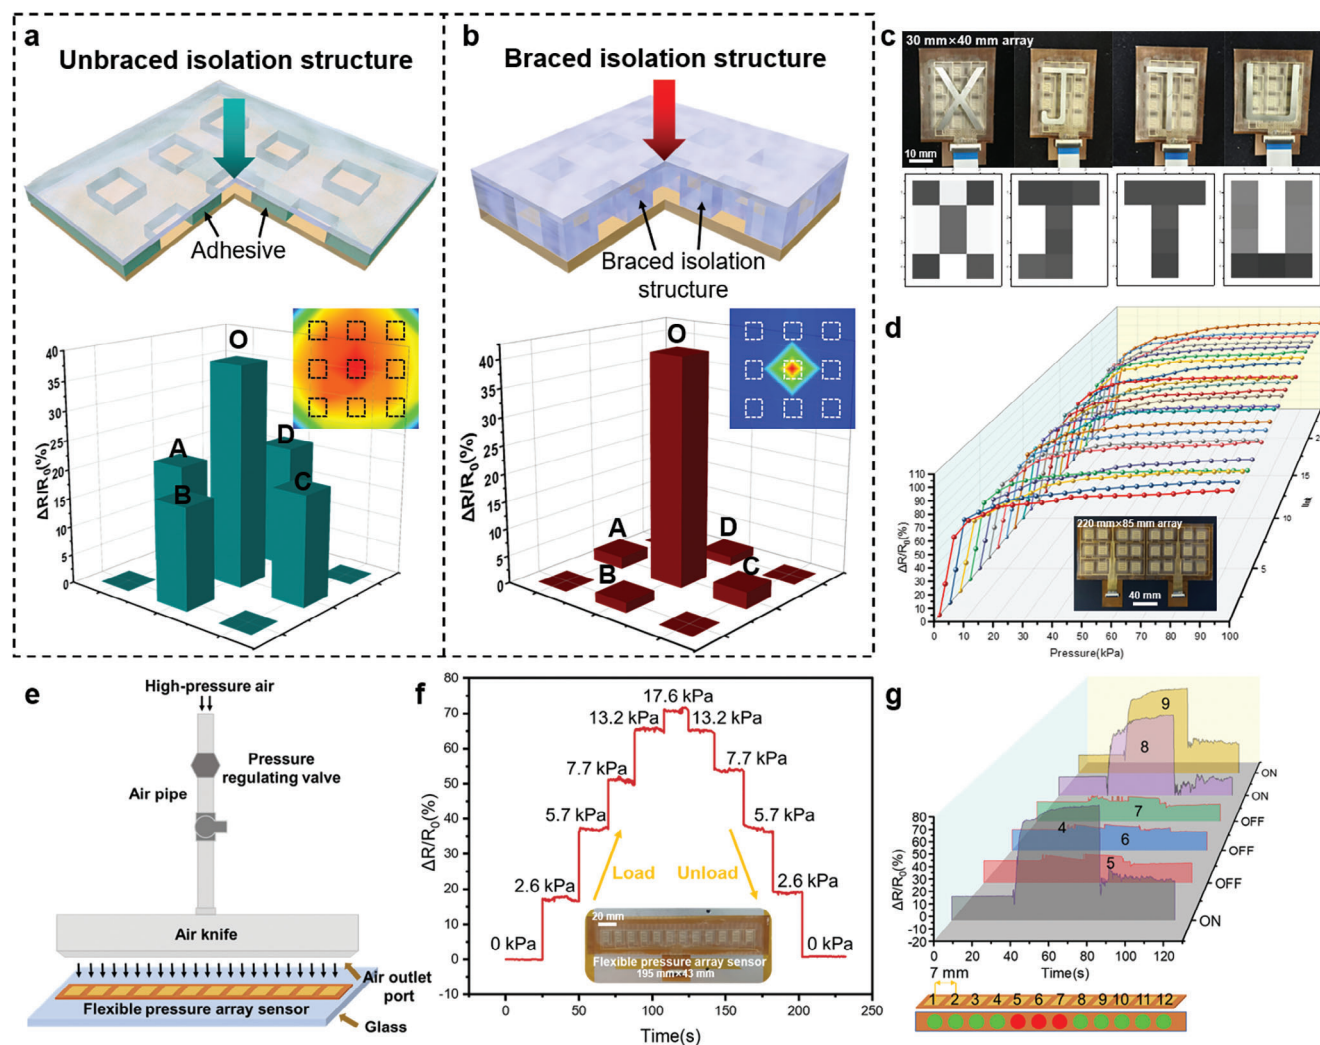 a
Unbraced isolation structure
Adhesive
O
A
B
C
D
ΔR/R₀(%)
40
35
30
25
20
15
10
5
0
b
Braced isolation structure
Braced isolation
structure
O
A
B
C
D
ΔR/R₀(%)
40
35
30
25
20
15
10
5
0
c
30 mm×40 mm array
X J T U
10 mm
d
ΔR/R₀(%)
110
100
90
80
70
60
50
40
30
20
10
0
0 10 20 30 40 50 60 70 80 90 100
Pressure(kPa)
5
10
15
220 mm×85 mm array
40 mm
e
High-pressure air
Pressure
regulating valve
Air pipe
Air knife
Air outlet
port
Flexible pressure array sensor
Glass
f
ΔR/R₀(%)
80
70
60
50
40
30
20
10
0
-10
0 50 100 150 200 250
Time(s)
0 kPa
2.6 kPa
5.7 kPa
7.7 kPa
13.2 kPa
17.6 kPa
13.2 kPa
7.7 kPa
5.7 kPa
2.6 kPa
0 kPa
Load
Unload
20 mm
Flexible pressure array sensor
195 mm×43 mm
g
9
8
7
4
6
5
ON
ON
OFF
OFF
OFF
ON
ΔR/R₀(%)
80
70
60
50
40
30
20
10
0
-10
-20
0 20 40 60 80 100 120
Time(s)
7 mm
1 2 3 4 5 6 7 8 9 10 11 12